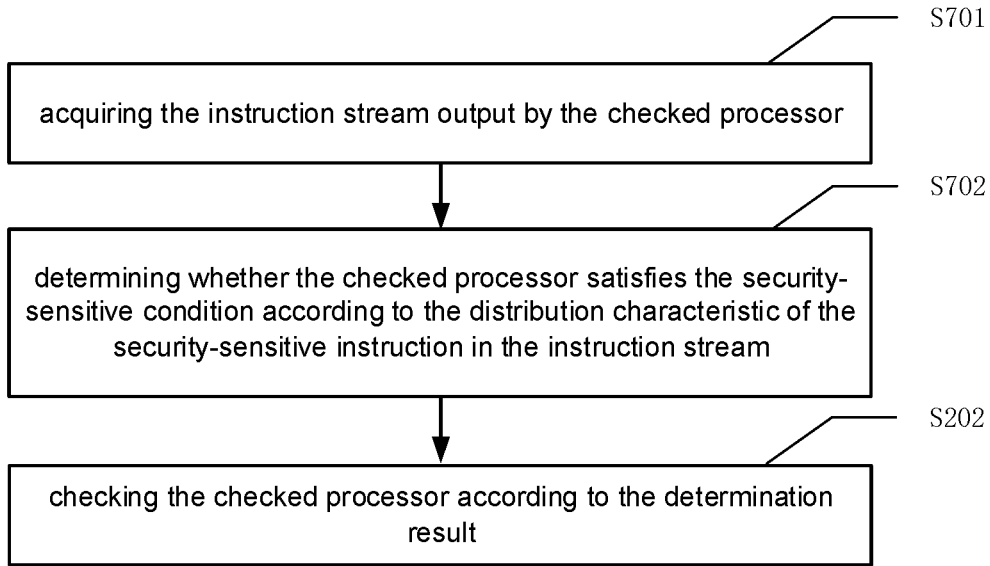 S701
acquiring the instruction stream output by the checked processor
S702
determining whether the checked processor satisfies the security-
sensitive condition according to the distribution characteristic of the
security-sensitive instruction in the instruction stream
S202
checking the checked processor according to the determination
result